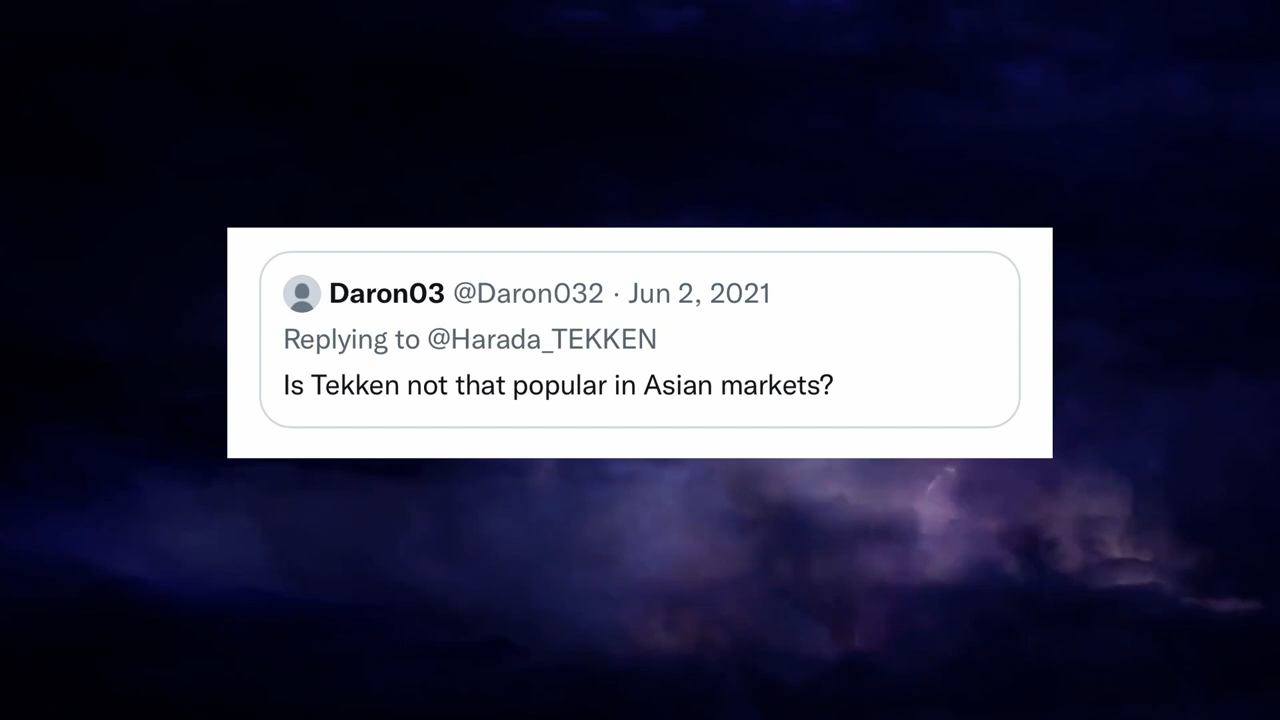 Daron03 @Daron032 · Jun 2, 2021
Replying to @Harada_TEKKEN
Is Tekken not that popular in Asian markets?